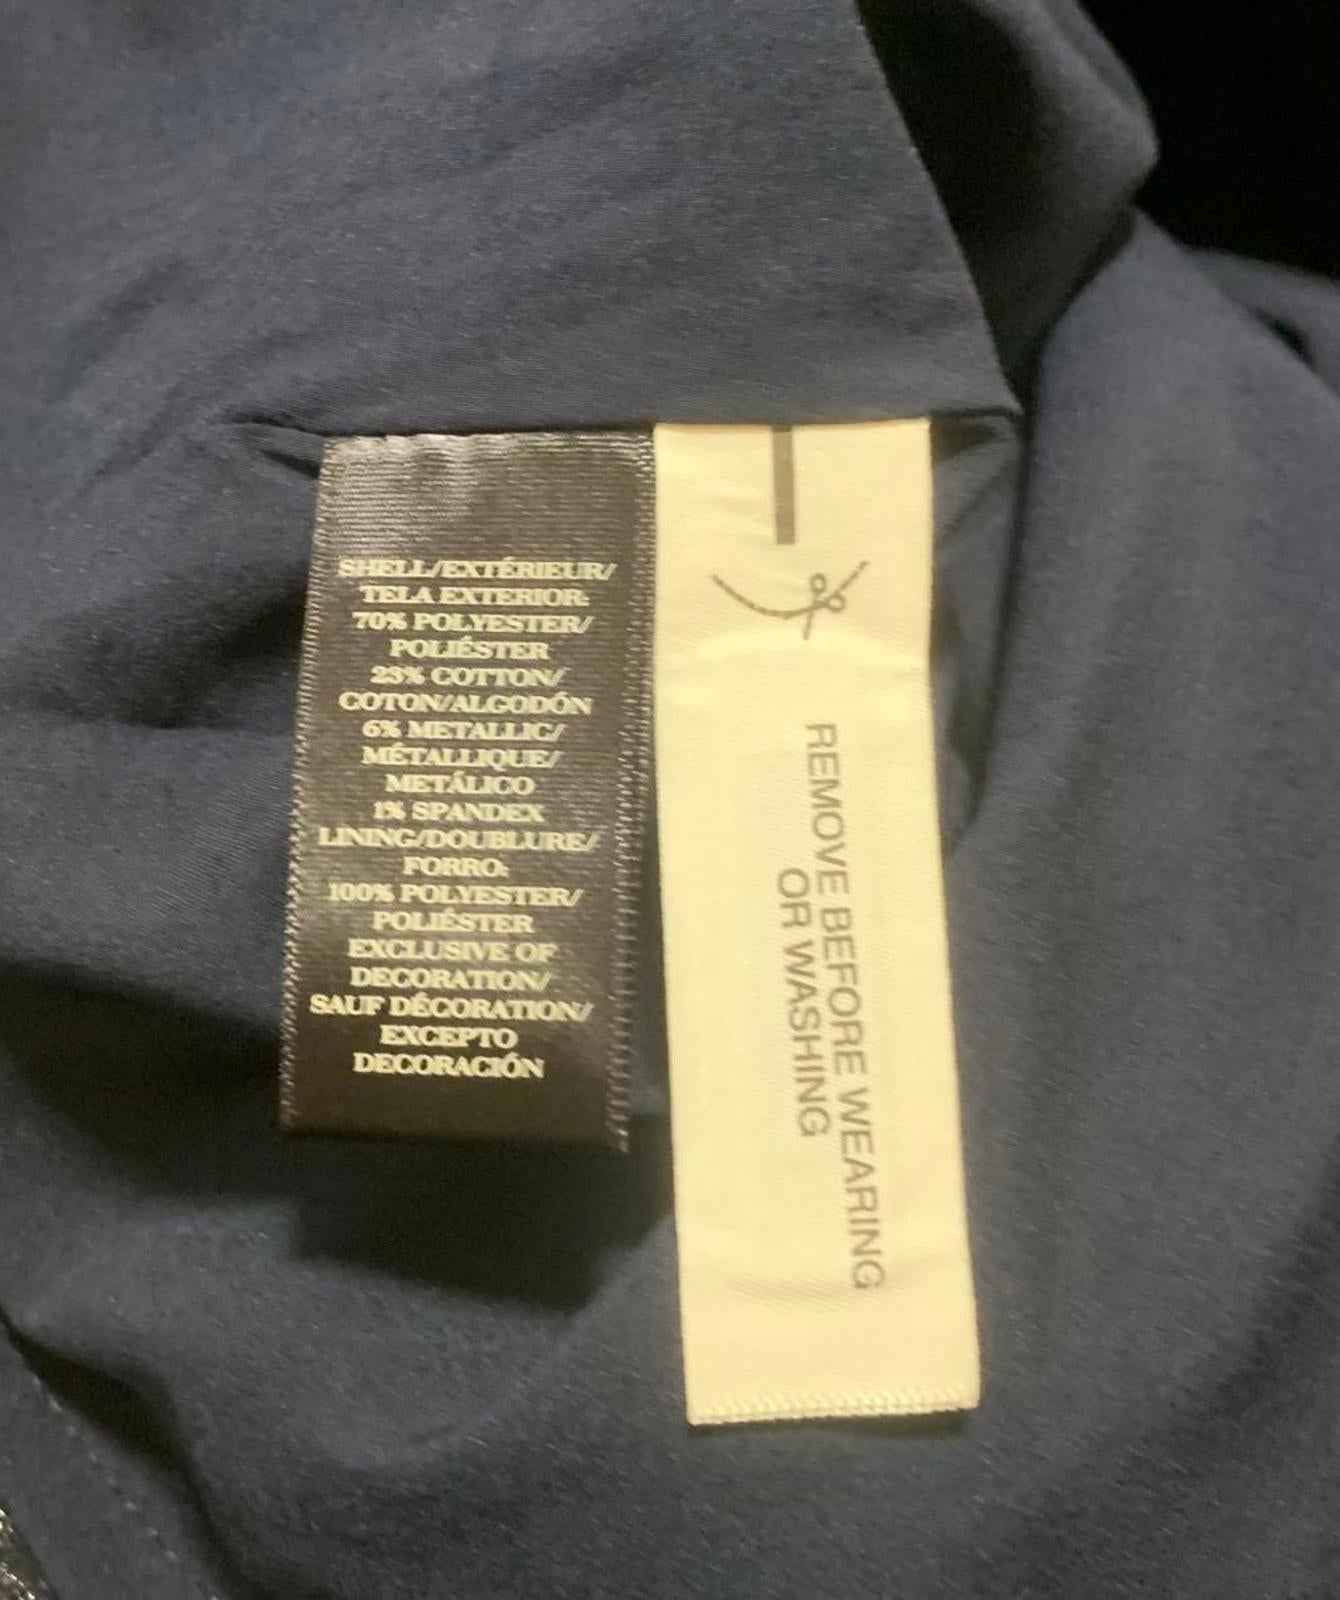 SHELL/EXTÉRIEUR/
TELA EXTERIOR:
70% POLYESTER/
POLIÉSTER
23% COTTON/
COTON/ALGODÓN
6% METALLIC/
MÉTALLIQUE/
METÁLICO
1% SPANDEX
LINING/DOUBLURE/
FORRO:
100% POLYESTER/
POLIÉSTER
EXCLUSIVE OF
DECORATION/
SAUF DÉCORATION/
EXCEPTO
DECORACIÓN
REMOVE BEFORE WEARING
OR WASHING